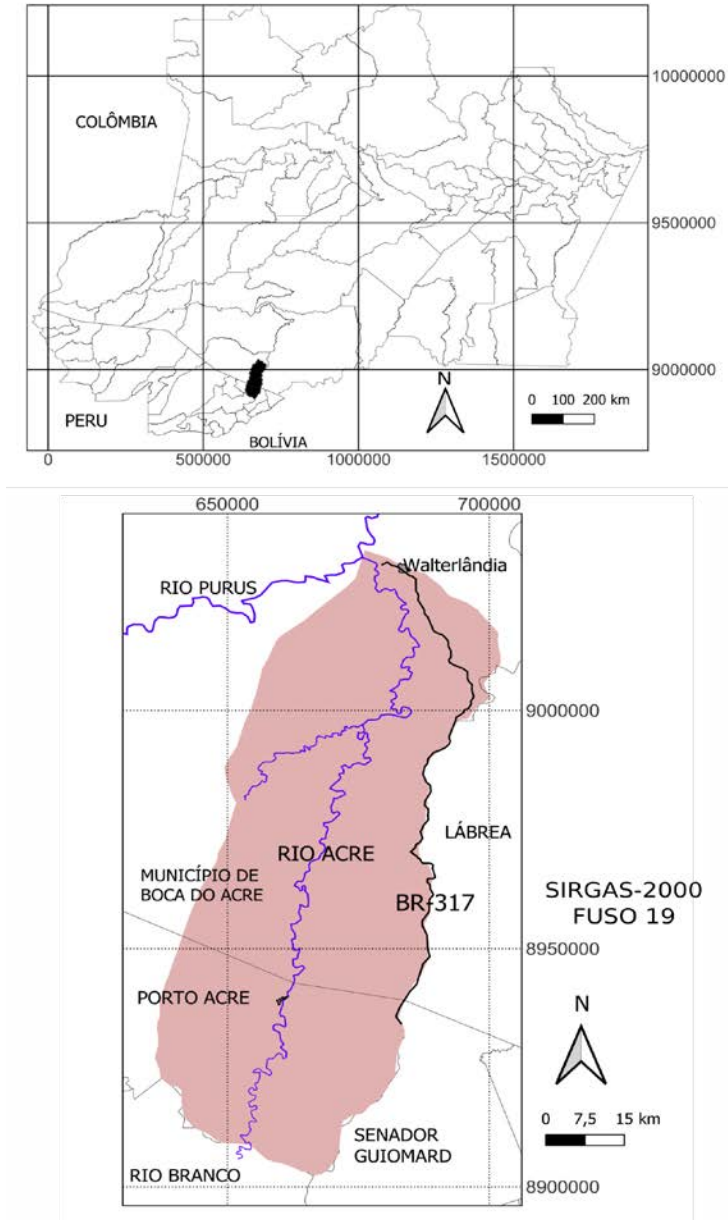 COLÔMBIA
10000000
9500000
9000000
N
0 100 200 km
PERU
BOLÍVIA
0
500000
1000000
1500000
650000
700000
Walterlândia
RIO PURUS
9000000
LÁBREA
RIO ACRE
MUNICÍPIO DE
BOCA DO ACRE
BR-317
SIRGAS-2000
FUSO 19
8950000
PORTO ACRE
N
0 7,5 15 km
SENADOR
GUIOMARD
RIO BRANCO
8900000